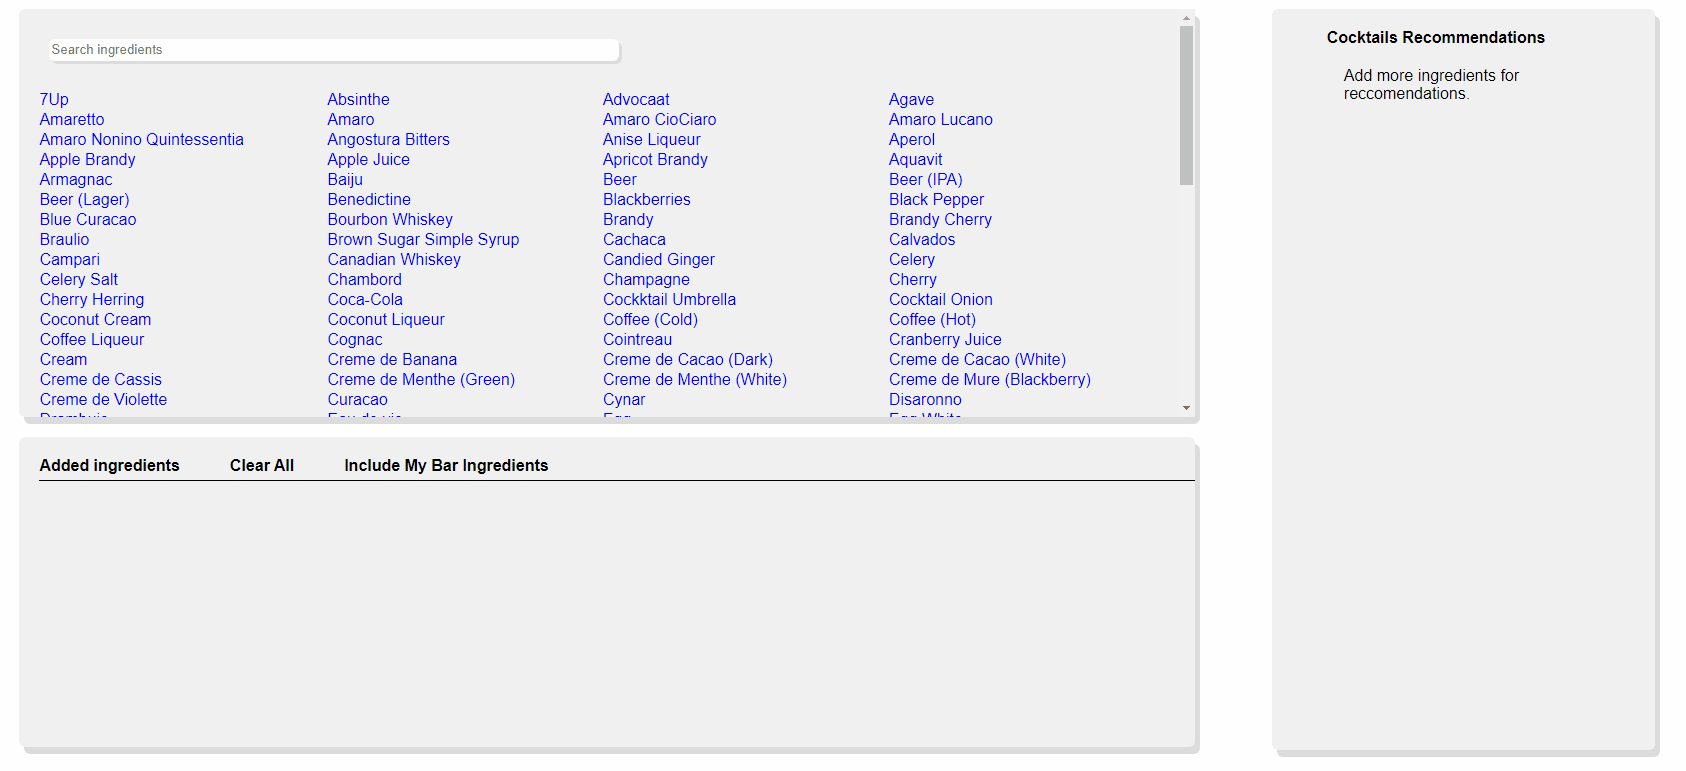 Search ingredients
7Up Absinthe Advocaat Agave
Amaretto Amaro Amaro CioCiaro Amaro Lucano
Amaro Nonino Quintessentia Angostura Bitters Anise Liqueur Aperol
Apple Brandy Apple Juice Apricot Brandy Aquavit
Armagnac Baiju Beer Beer (IPA)
Beer (Lager) Benedictine Blackberries Black Pepper
Blue Curacao Bourbon Whiskey Brandy Brandy Cherry
Braulio Brown Sugar Simple Syrup Cachaca Calvados
Campari Canadian Whiskey Candied Ginger Celery
Celery Salt Chambord Champagne Cherry
Cherry Herring Coca-Cola Cockktail Umbrella Cocktail Onion
Coconut Cream Coconut Liqueur Coffee (Cold) Coffee (Hot)
Coffee Liqueur Cognac Cointreau Cranberry Juice
Cream Creme de Banana Creme de Cacao (Dark) Creme de Cacao (White)
Creme de Cassis Creme de Menthe (Green) Creme de Menthe (White) Creme de Mure (Blackberry)
Creme de Violette Curacao Cynar Disaronno
Drambuie Eau de vie Egg Egg White
Added ingredients Clear All Include My Bar Ingredients
Cocktails Recommendations
Add more ingredients for
reccomendations.